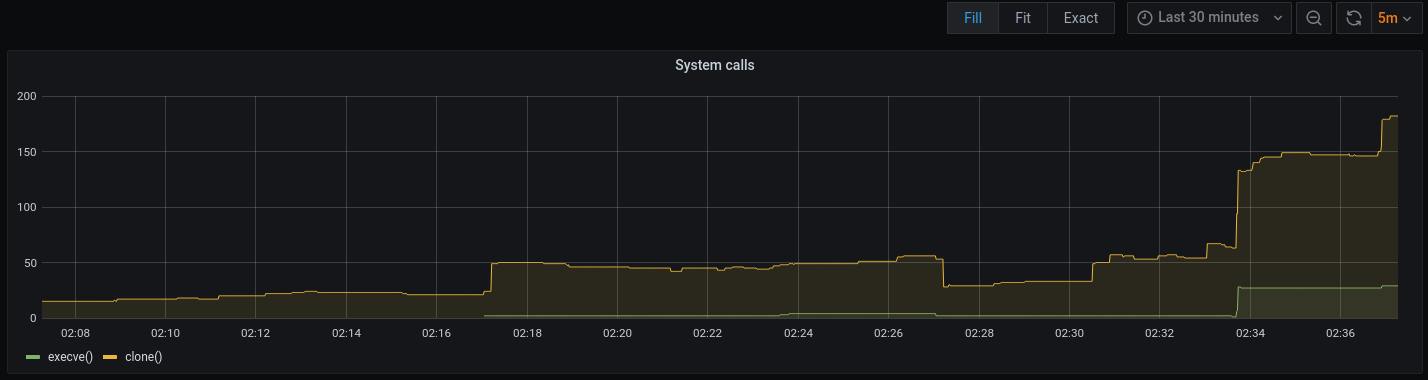 Fill Fit Exact Last 30 minutes 5m
System calls
200
150
100
50
0
02:08 02:10 02:12 02:14 02:16 02:18 02:20 02:22 02:24 02:26 02:28 02:30 02:32 02:34 02:36
execve() clone()